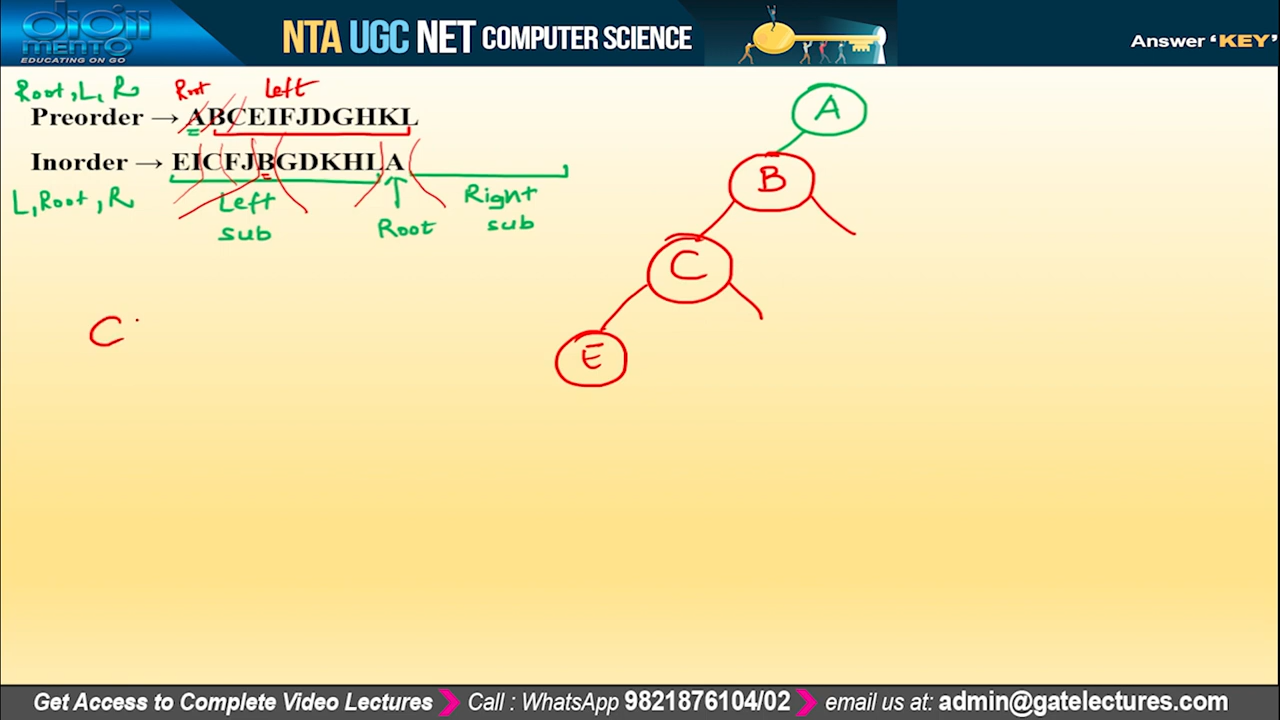 didii
MENTO
EDUCATING ON GO
NTA UGC NET COMPUTER SCIENCE
Answer ‘KEY’
Root, L, R Root Left
Preorder → ABCEIFJDGHKL
Inorder → EICFJBGDKHLA
L, Root, R Left sub Root Right sub
A
B
C
E
C
Get Access to Complete Video Lectures Call : WhatsApp 9821876104/02 email us at: admin@gatelectures.com